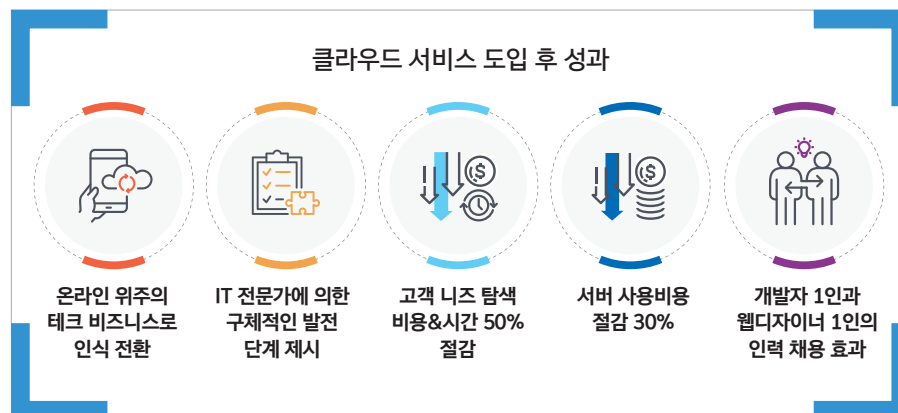 클라우드 서비스 도입 후 성과
온라인 위주의
테크 비즈니스로
인식 전환
IT 전문가에 의한
구체적인 발전
단계 제시
고객 니즈 탐색
비용&시간 50%
절감
서버 사용비용
절감 30%
개발자 1인과
웹디자이너 1인의
인력 채용 효과